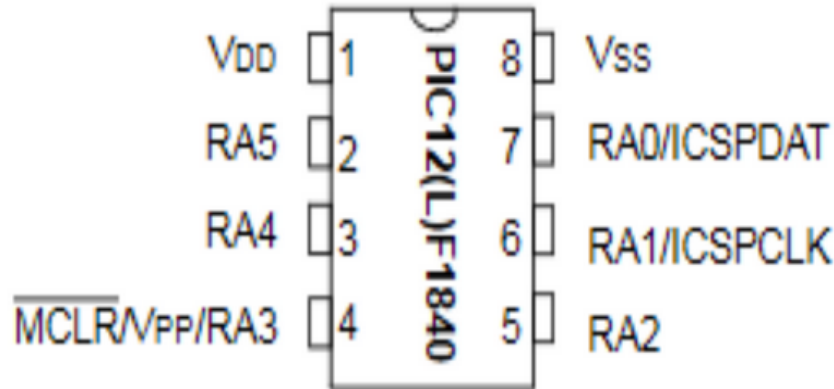 VDD 1 8 VSS
RA5 2 7 RA0/ICSPDAT
RA4 3 6 RA1/ICSPCLK
MCLR/VPP/RA3 4 5 RA2
PIC12(L)F1840